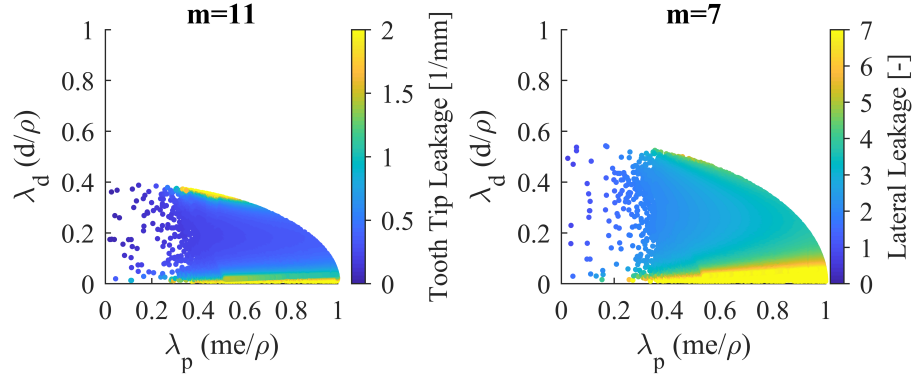 m=11
1
0.8
0.6
0.4
0.2
0
0 0.2 0.4 0.6 0.8 1
λd (d/ρ)
λp (me/ρ)
2
1.5
1
0.5
0
Tooth Tip Leakage [1/mm]
m=7
1
0.8
0.6
0.4
0.2
0
0 0.2 0.4 0.6 0.8 1
λd (d/ρ)
λp (me/ρ)
7
6
5
4
3
2
1
0
Lateral Leakage [-]